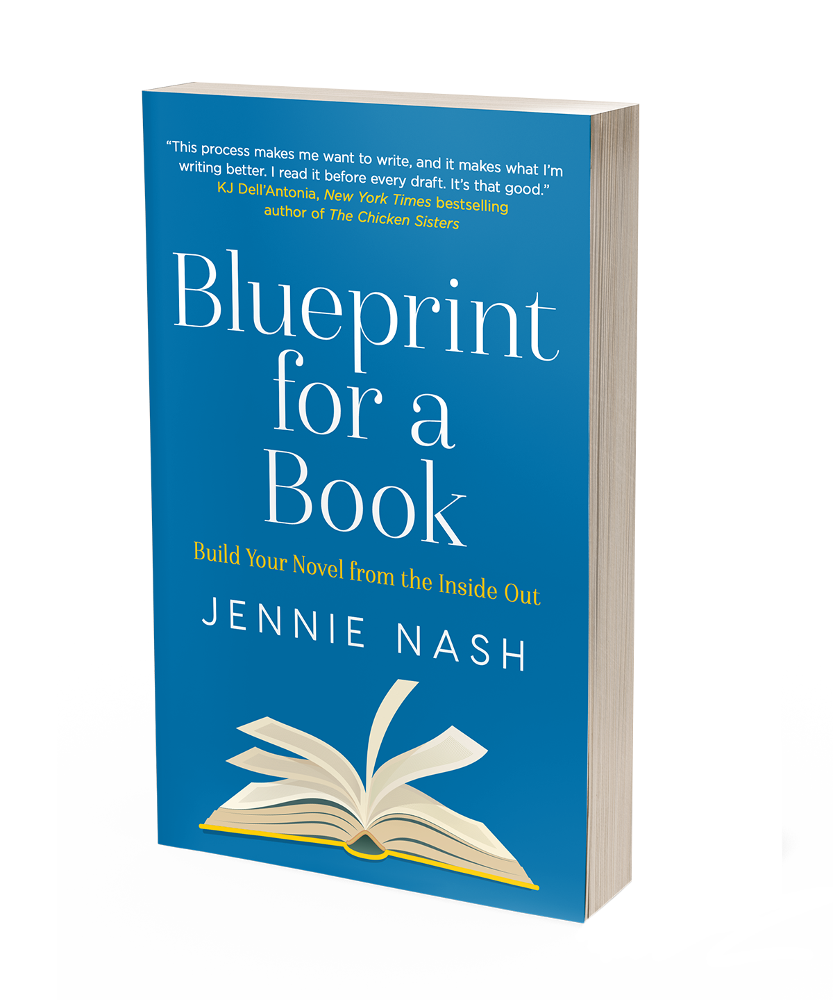 “This process makes me want to write, and it makes what I’m
writing better. I read it before every draft. It’s that good.”
KJ Dell’Antonia, New York Times bestselling
author of The Chicken Sisters
Blueprint
for a
Book
Build Your Novel from the Inside Out
JENNIE NASH